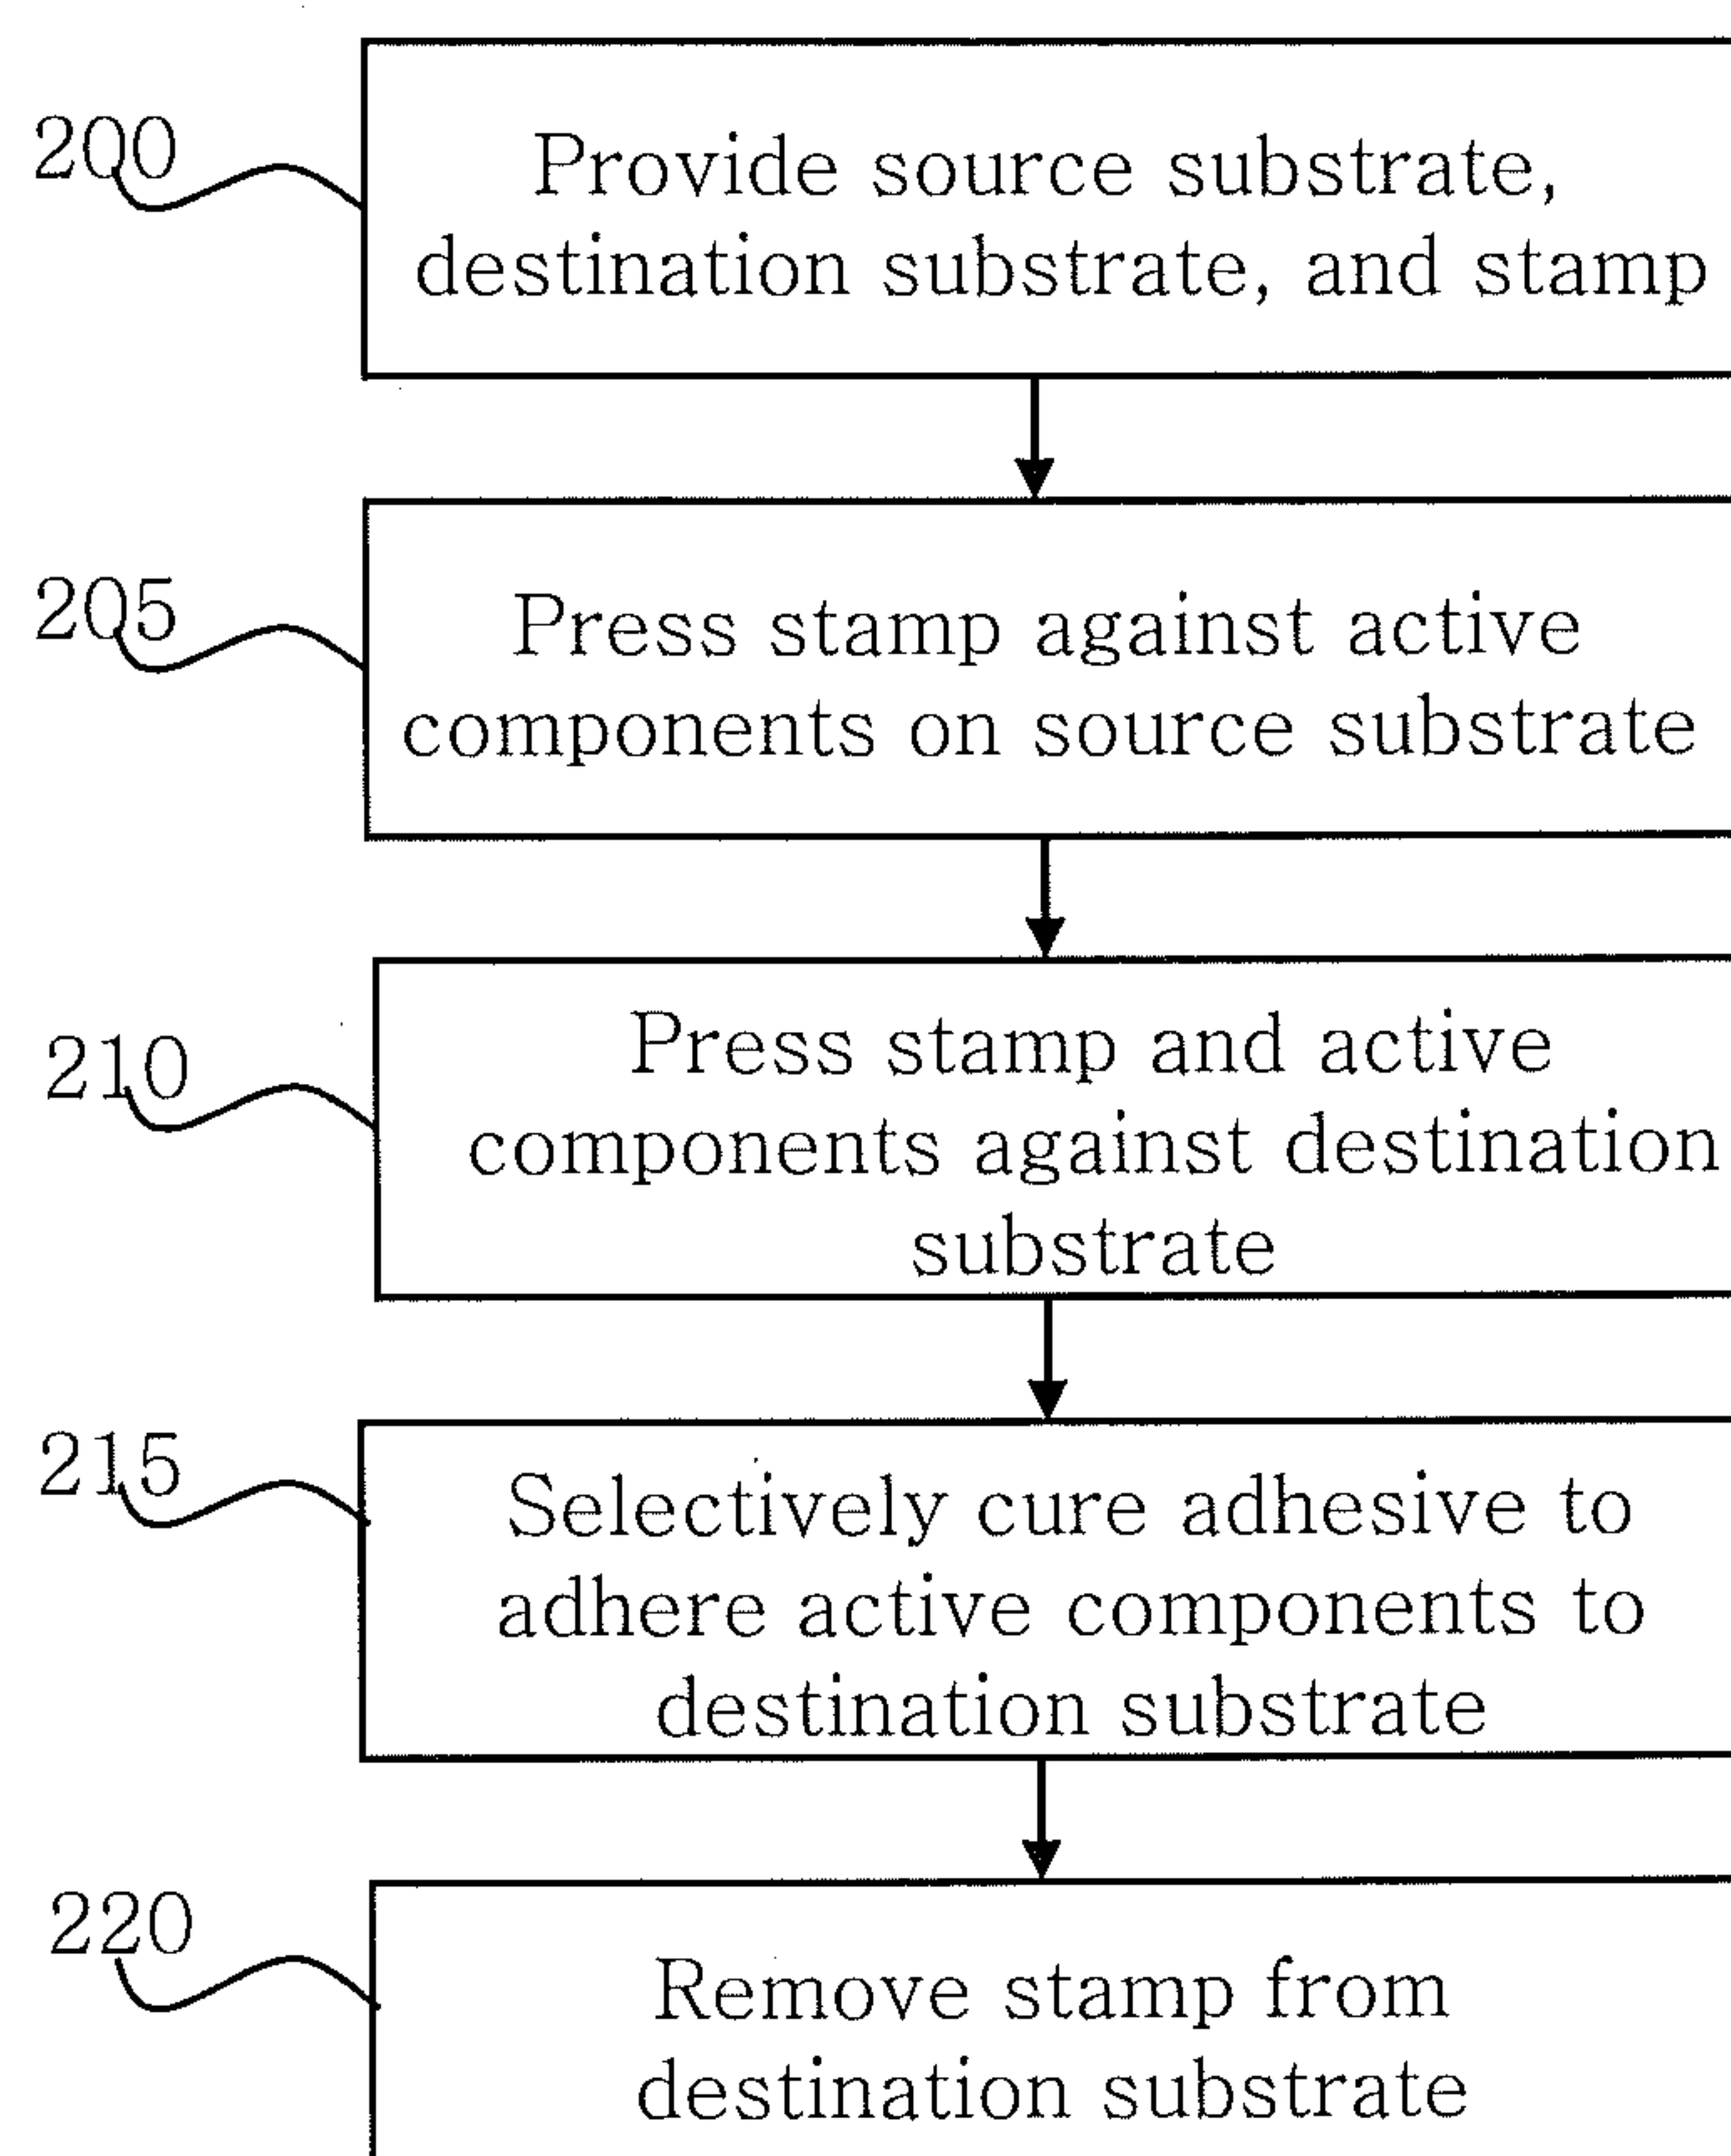 200
Provide source substrate,
destination substrate, and stamp
205
Press stamp against active
components on source substrate
210
Press stamp and active
components against destination
substrate
215
Selectively cure adhesive to
adhere active components to
destination substrate
220
Remove stamp from
destination substrate